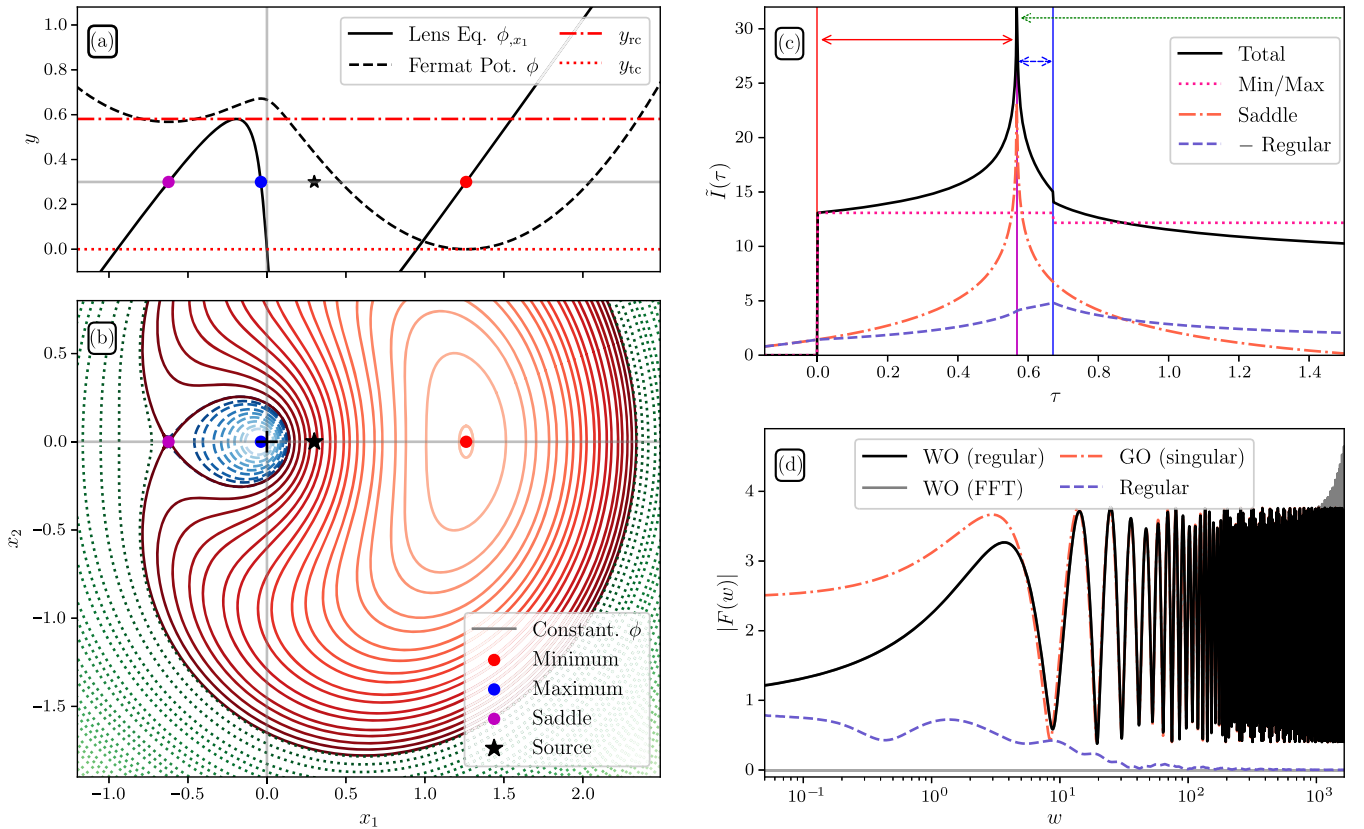 (a)
Lens Eq. ϕ,x₁
Fermat Pot. ϕ
y_rc
y_tc
1.0
0.8
0.6
0.4
0.2
0.0
y
(b)
0.5
0.0
−0.5
−1.0
−1.5
x₂
Constant. ϕ
Minimum
Maximum
Saddle
Source
−1.0
−0.5
0.0
0.5
1.0
1.5
2.0
x₁
(c)
Total
Min/Max
Saddle
− Regular
30
25
20
15
10
5
0
Ĩ(τ)
0.0
0.2
0.4
0.6
0.8
1.0
1.2
1.4
τ
(d)
WO (regular)
WO (FFT)
GO (singular)
Regular
4
3
2
1
0
|F(w)|
10⁻¹
10⁰
10¹
10²
10³
w